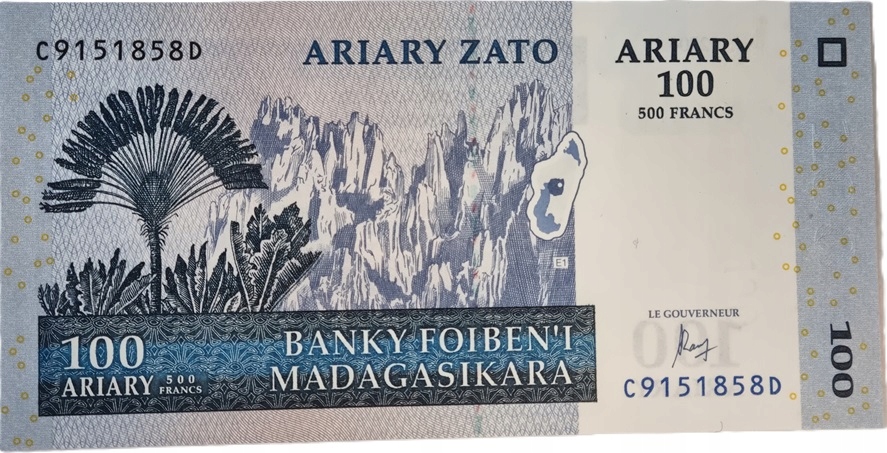 C9151858D
ARIARY ZATO
ARIARY
100
500 FRANCS
E1
LE GOUVERNEUR
100
ARIARY 500 FRANCS
BANKY FOIBEN'I
MADAGASIKARA
C9151858D
100